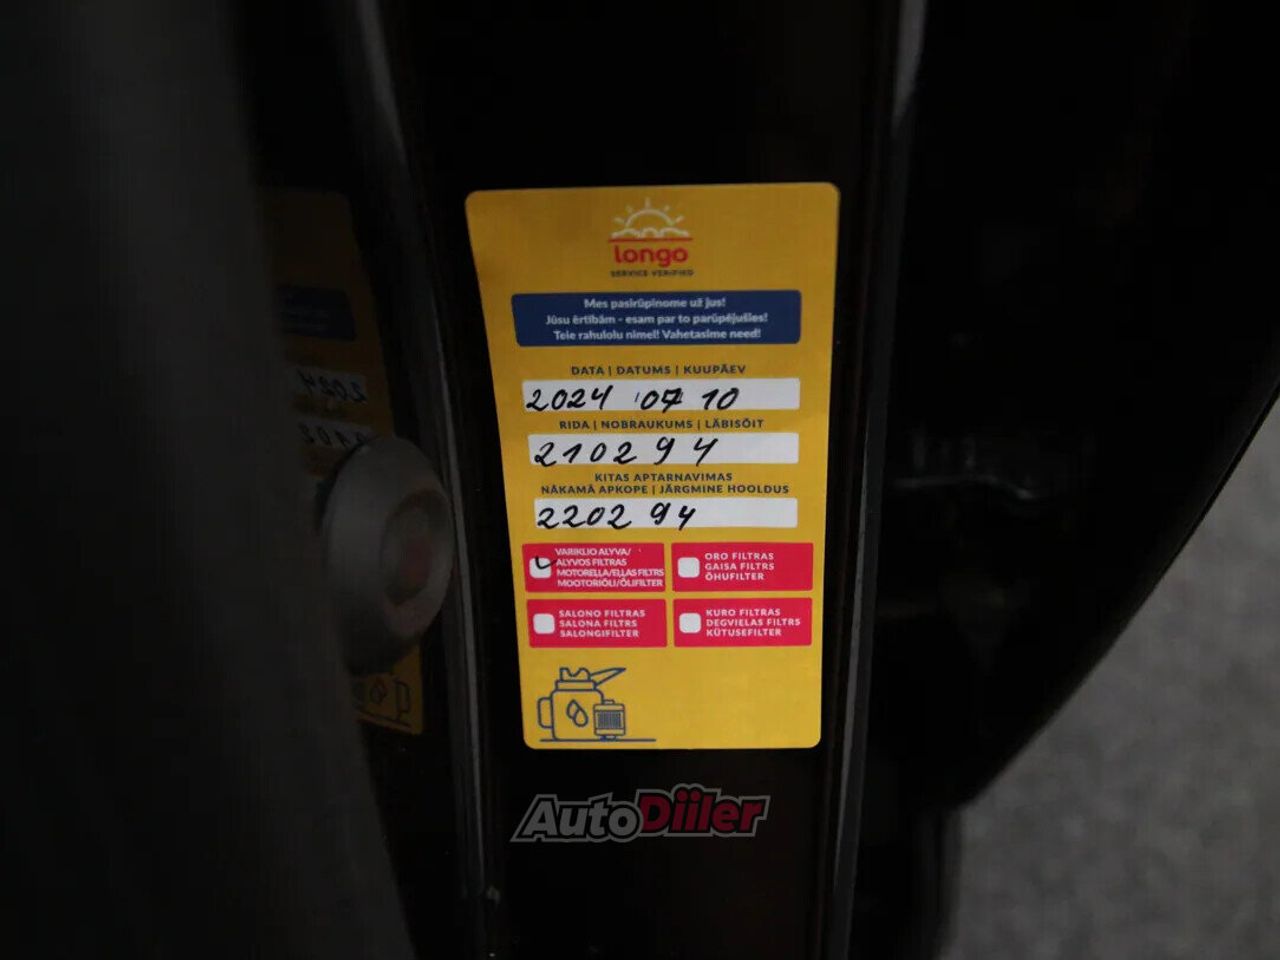 longo
SERVICE VERIFIED
Mes pasirūpinome už jus!
Jūsu ērtībām - esam par to parūpējušies!
Teie rahulolu nimel! Vahetasime need!
DATA | DATUMS | KUUPÄEV
2024 07 10
RIDA | NOBRAUKUMS | LÄBISÕIT
210294
KITAS APTARNAVIMAS
NĀKAMĀ APKOPE | JÄRGMINE HOOLDUS
220294
VARIKLIO ALYVA/
ALYVOS FILTRAS
MOTOREĻĻA/EĻĻAS FILTRS
MOOTORIÕLI/ÕLIFILTER
ORO FILTRAS
GAISA FILTRS
ÕHUFILTER
SALONO FILTRAS
SALONA FILTRS
SALONGIFILTER
KURO FILTRAS
DEGVIELAS FILTRS
KÜTUSEFILTER
AutoDiiler